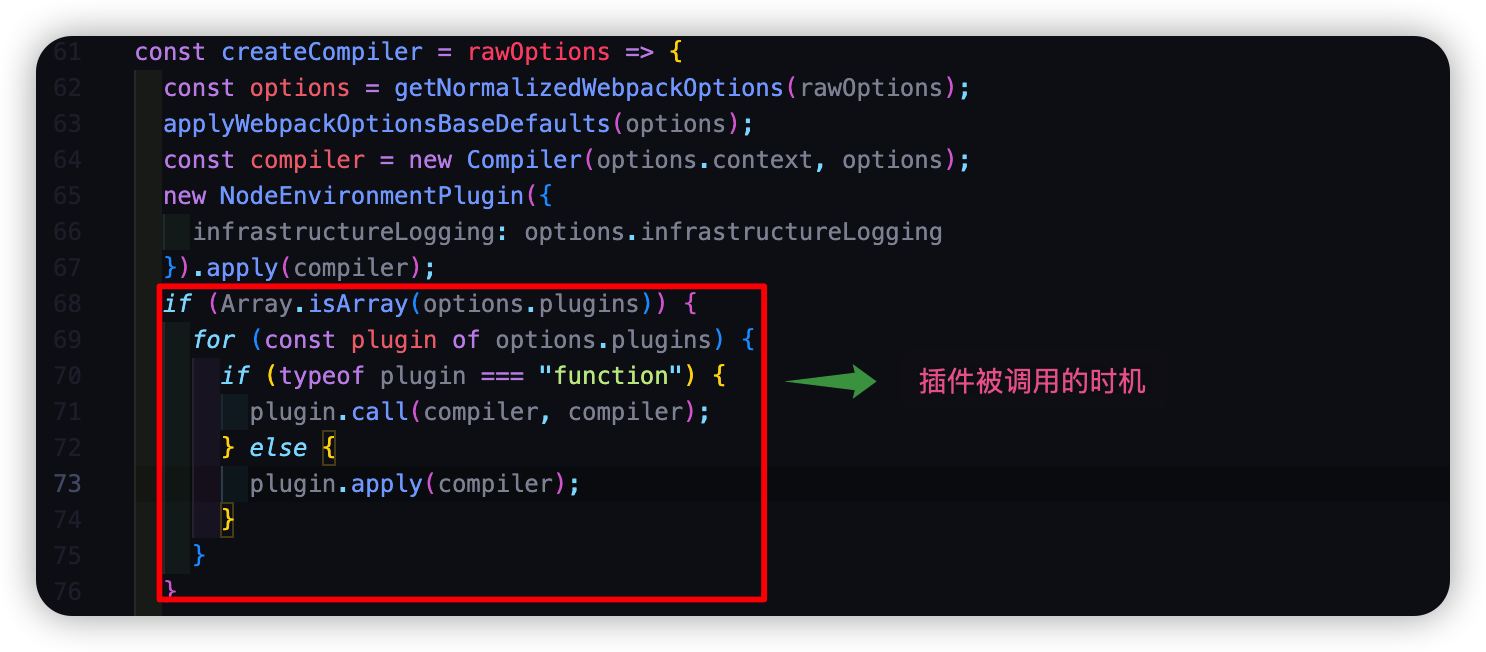 61 const createCompiler = rawOptions => {
62 const options = getNormalizedWebpackOptions(rawOptions);
63 applyWebpackOptionsBaseDefaults(options);
64 const compiler = new Compiler(options.context, options);
65 new NodeEnvironmentPlugin({
66 infrastructureLogging: options.infrastructureLogging
67 }).apply(compiler);
68 if (Array.isArray(options.plugins)) {
69 for (const plugin of options.plugins) {
70 if (typeof plugin === "function") {
插件被调用的时机
71 plugin.call(compiler, compiler);
72 } else {
73 plugin.apply(compiler);
74 }
75 }
76 }